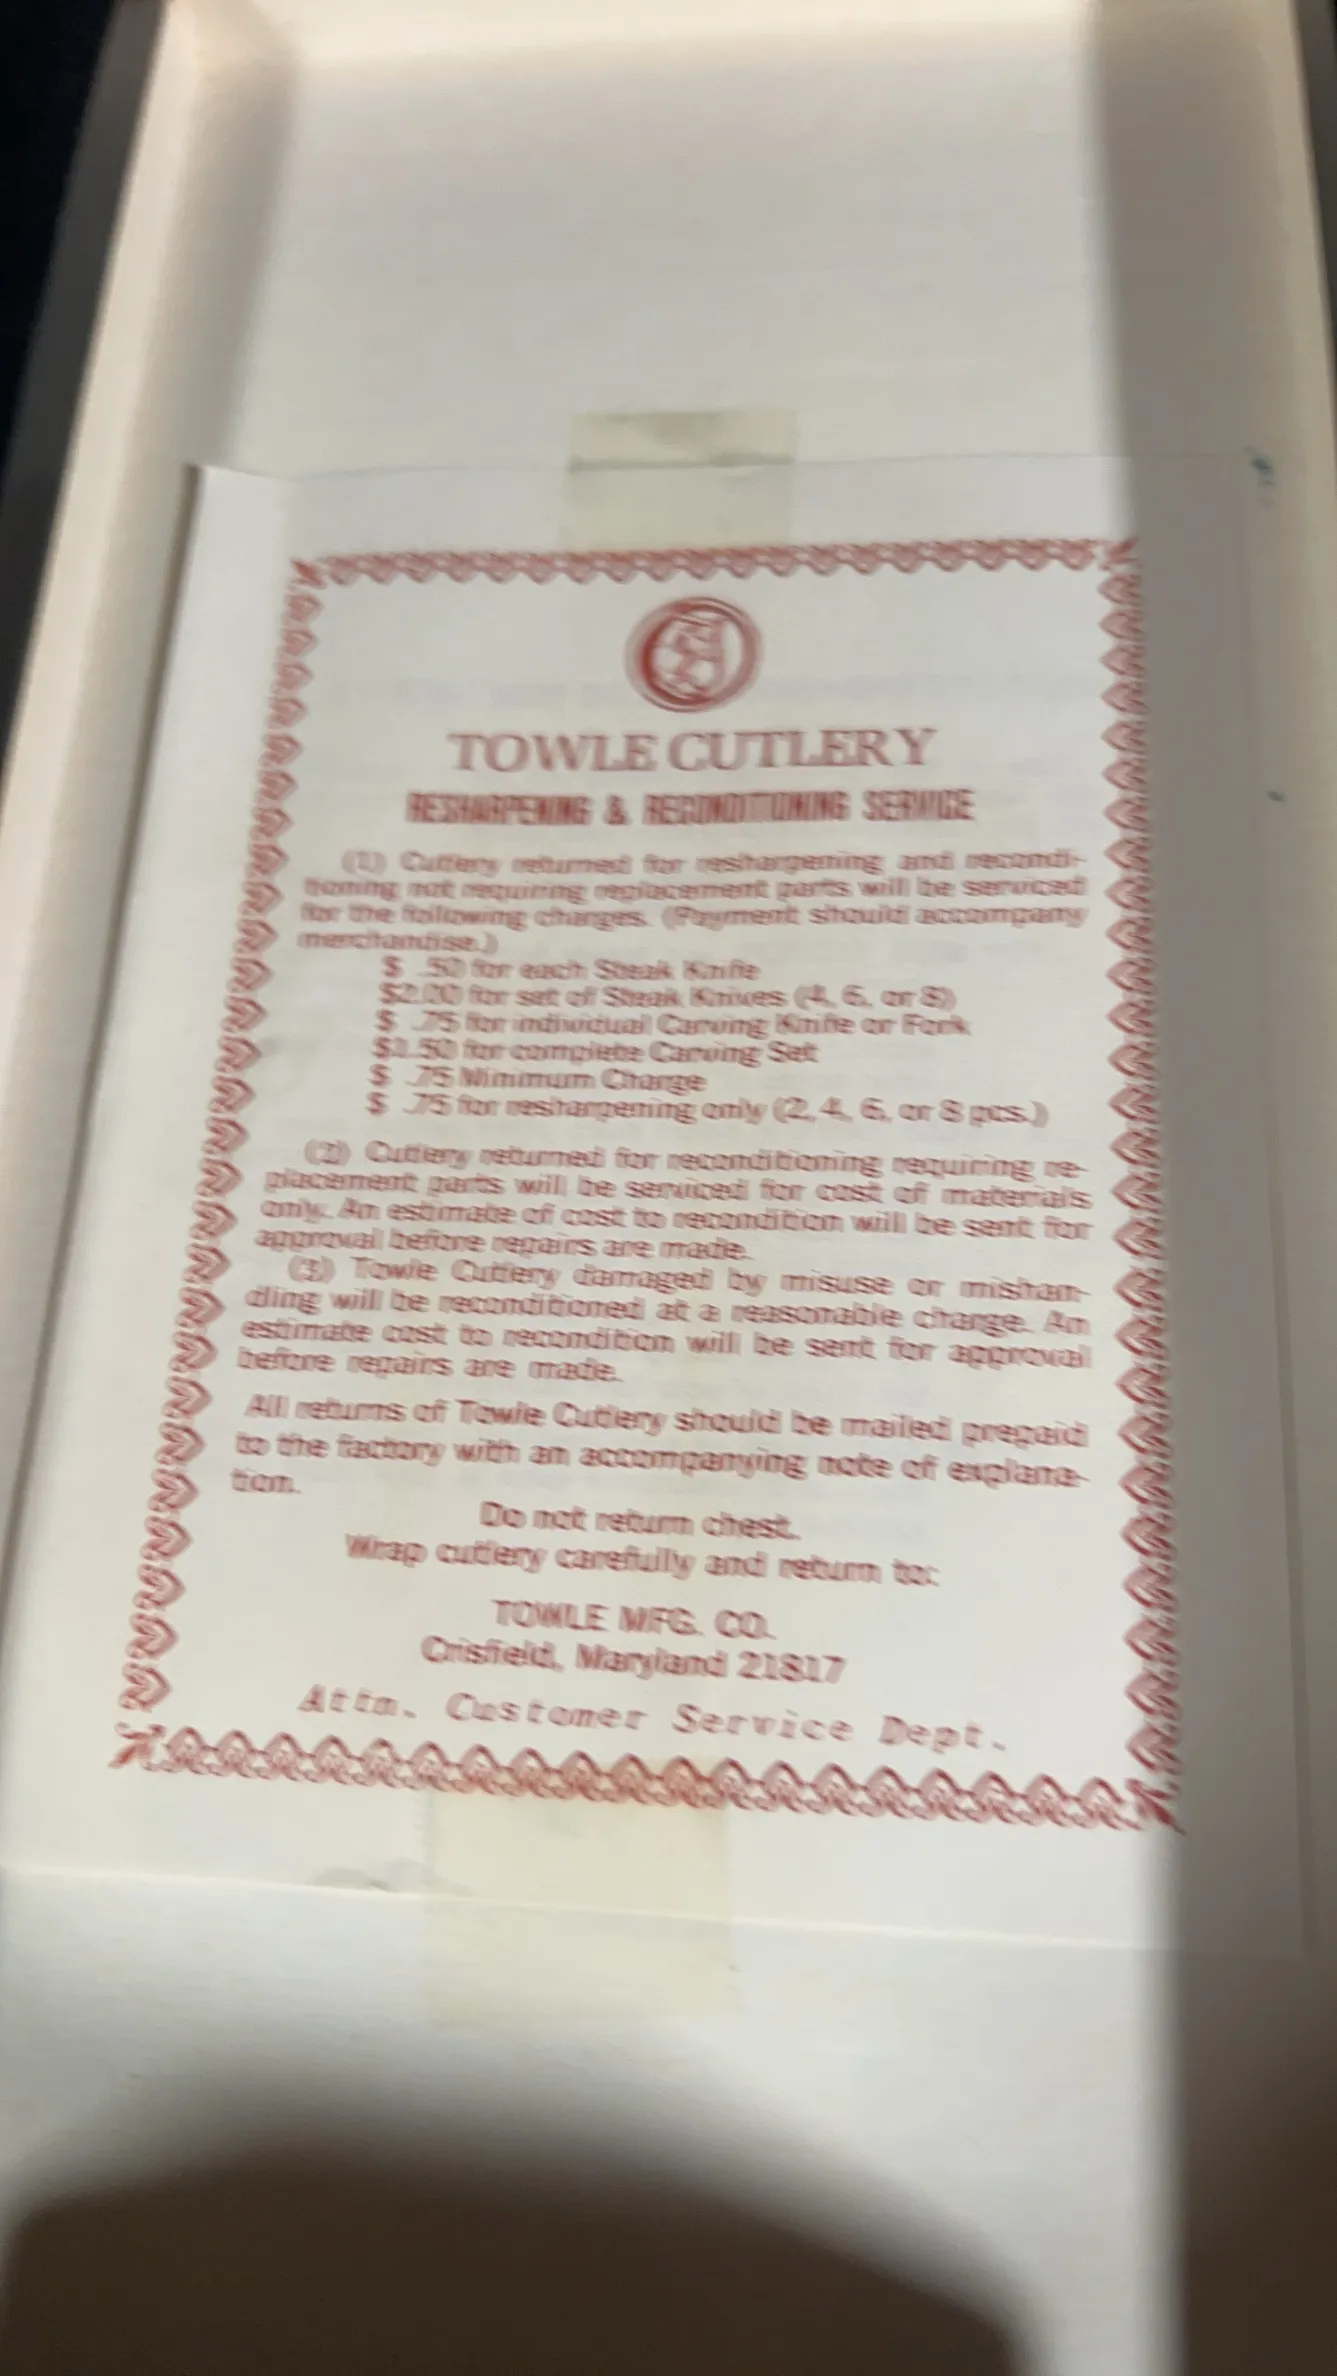 TOWLE CUTLERY
RESHARPENING & RECONDITIONING SERVICE
(1) Cutlery returned for resharpening and recondi-
tioning not requiring replacement parts will be serviced
for the following charges. (Payment should accompany
merchandise.)
$ .50 for each Steak Knife
$2.00 for set of Steak Knives (4, 6, or 8)
$ .75 for individual Carving Knife or Fork
$1.50 for complete Carving Set
$ .75 Minimum Charge
$ .75 for resharpening only (2, 4, 6, or 8 pcs.)
(2) Cutlery returned for reconditioning requiring re-
placement parts will be serviced for cost of materials
only. An estimate of cost to recondition will be sent for
approval before repairs are made.
(3) Towle Cutlery damaged by misuse or mishan-
dling will be reconditioned at a reasonable charge. An
estimate cost to recondition will be sent for approval
before repairs are made.
All returns of Towle Cutlery should be mailed prepaid
to the factory with an accompanying note of explana-
tion.
Do not return chest.
Wrap cutlery carefully and return to:
TOWLE MFG. CO.
Crisfield, Maryland 21817
Attn. Customer Service Dept.